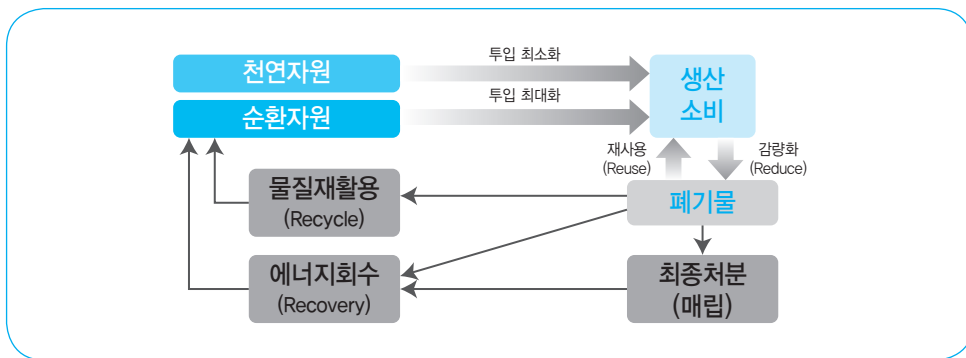 천연자원
투입 최소화
생산
소비
순환자원
투입 최대화
재사용
(Reuse)
감량화
(Reduce)
물질재활용
(Recycle)
폐기물
에너지회수
(Recovery)
최종처분
(매립)